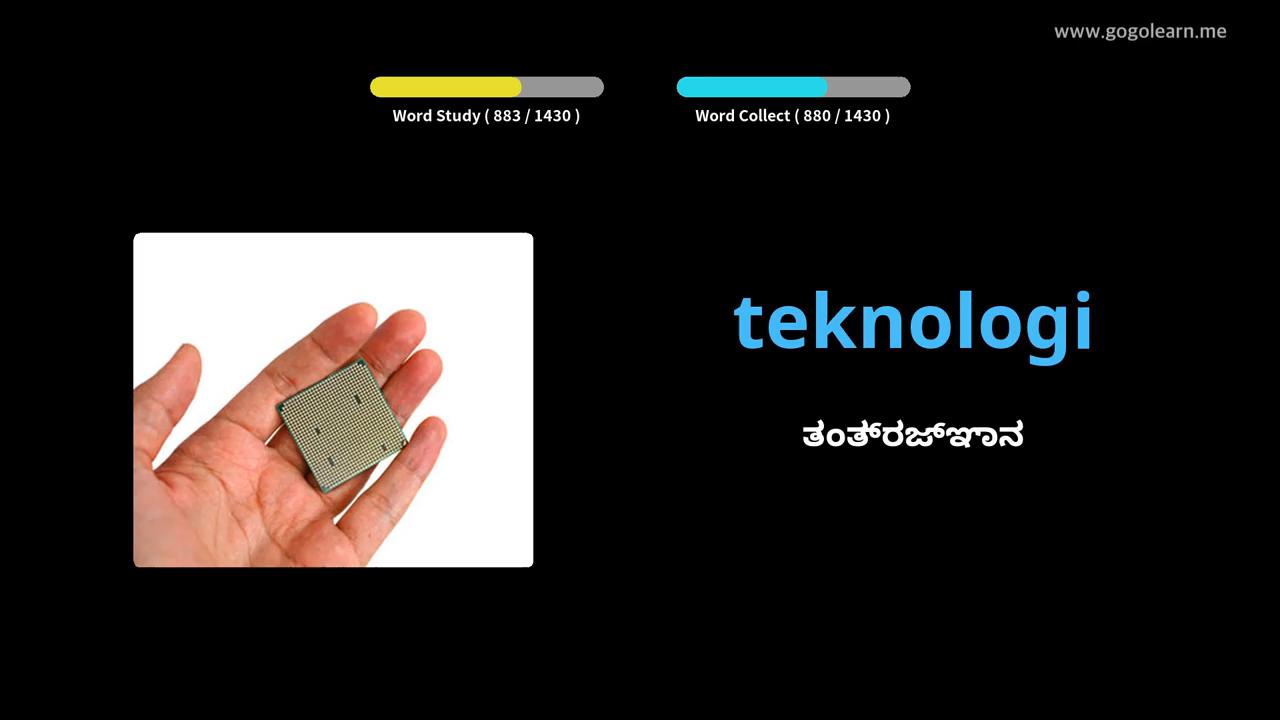 www.gogolearn.me
Word Study ( 883 / 1430 )
Word Collect ( 880 / 1430 )
teknologi
ತಂತ್‌ರಜ್‌ಞಾನ